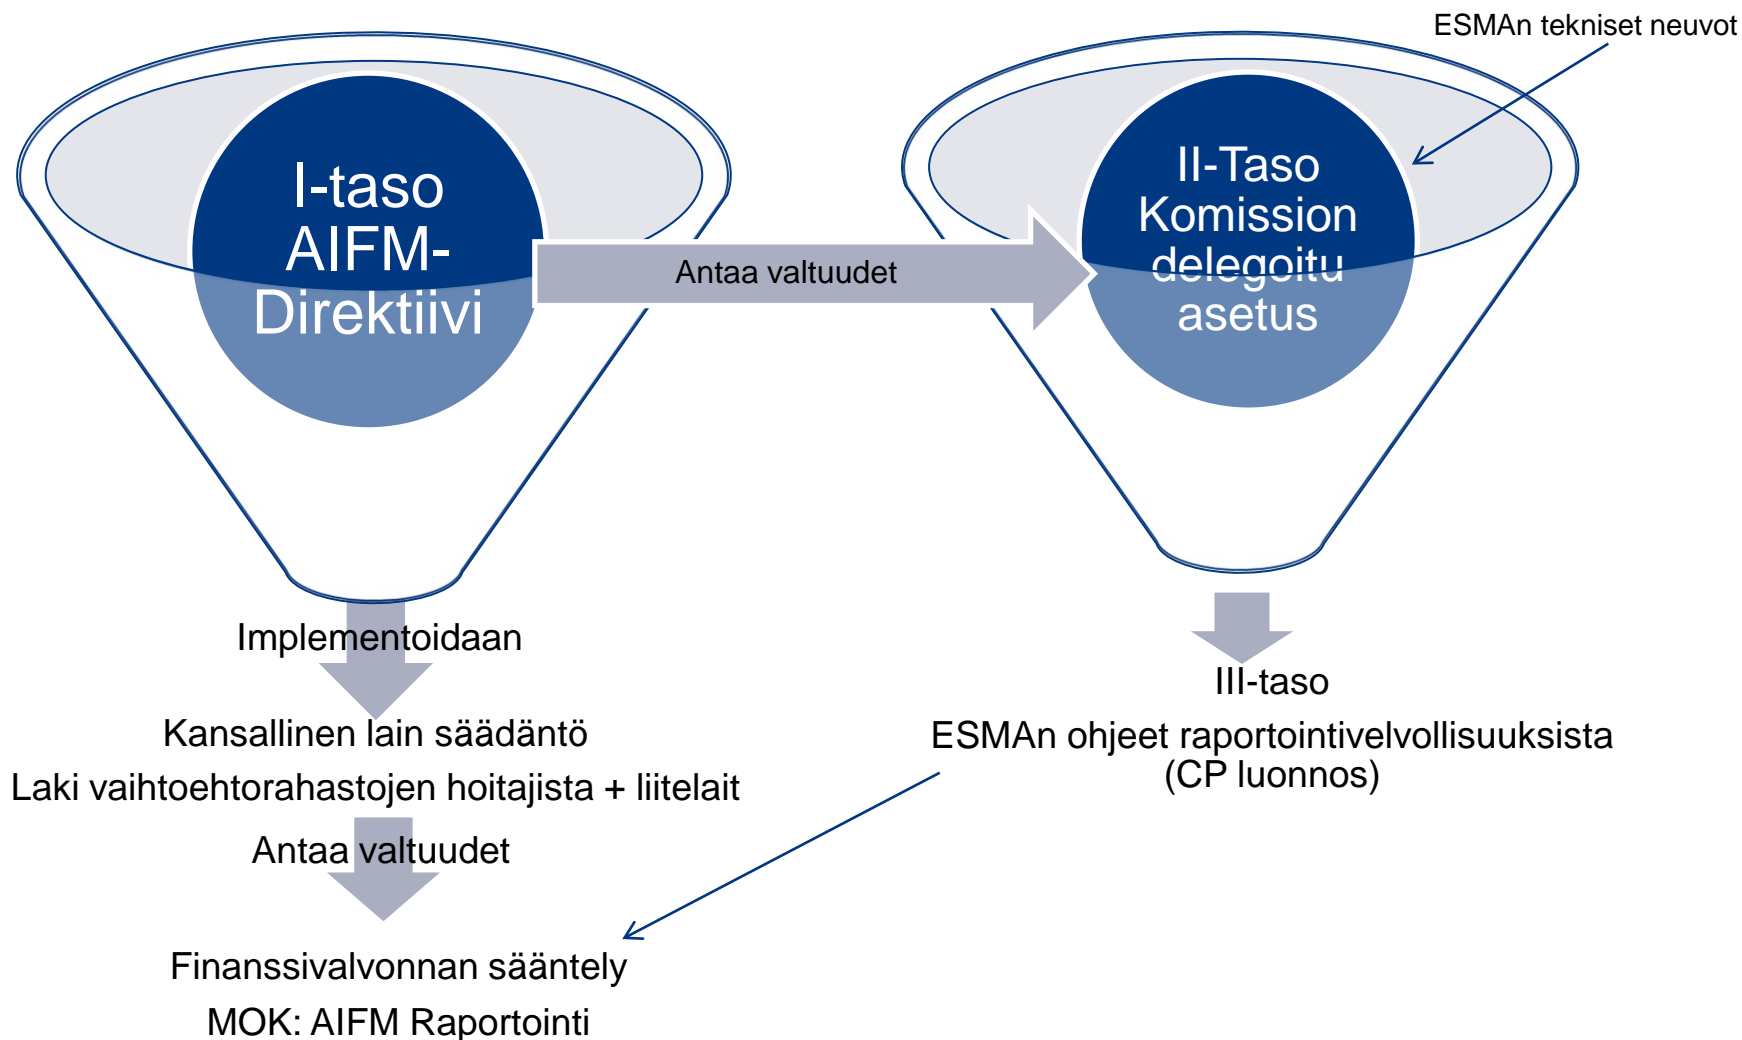 ESMAn tekniset neuvot
I-taso
AIFM-
Direktiivi
Antaa valtuudet
II-Taso
Komission
delegoitu
asetus
Implementoidaan
Kansallinen lain säädäntö
Laki vaihtoehtorahastojen hoitajista + liitelait
Antaa valtuudet
III-taso
ESMAn ohjeet raportointivelvollisuuksista
(CP luonnos)
Finanssivalvonnan sääntely
MOK: AIFM Raportointi